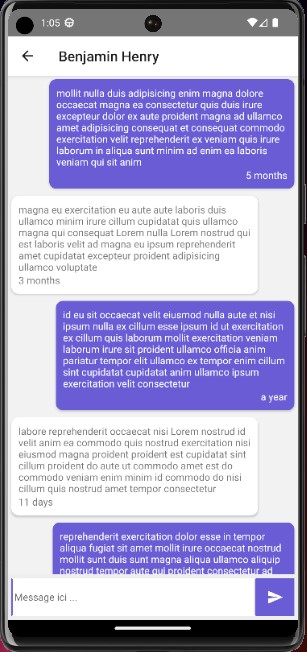 1:05
Benjamin Henry
mollit nulla duis adipisicing enim magna dolore
occaecat magna ea consectetur quis duis irure
excepteur dolor ex aute proident magna ad ullamco
amet adipisicing consequat et consequat commodo
exercitation velit reprehenderit ex veniam quis irure
laborum in aliqua sunt minim ad enim ea laboris
veniam qui sit anim
5 months
magna eu exercitation eu aute aute laboris duis
ullamco minim irure cillum cupidatat quis ullamco
magna qui consequat Lorem nulla Lorem nostrud qui
est laboris velit ad magna eu ipsum reprehenderit
amet cupidatat excepteur proident adipisicing
ullamco voluptate
3 months
id eu sit occaecat velit eiusmod nulla aute et nisi
ipsum nulla ex cillum esse ipsum id ut exercitation
ex cillum quis laborum mollit exercitation veniam
laborum irure sit proident ullamco officia anim
pariatur tempor elit ullamco ex tempor enim cillum
sint cupidatat cupidatat anim ullamco ipsum
exercitation velit consectetur
a year
labore reprehenderit occaecat nisi Lorem nostrud id
velit anim ea commodo quis nostrud exercitation nisi
eiusmod magna proident est cupidatat sint
cillum proident do aute ut commodo amet est do
commodo veniam enim minim id commodo do nisi
cillum quis nostrud amet tempor consectetur
11 days
reprehenderit exercitation dolor esse in tempor
aliqua fugiat sit amet mollit irure occaecat nostrud
mollit sunt duis sunt magna aliqua ullamco aliquip
nostrud tempor aute qui proident consectetur ad
Message ici ...